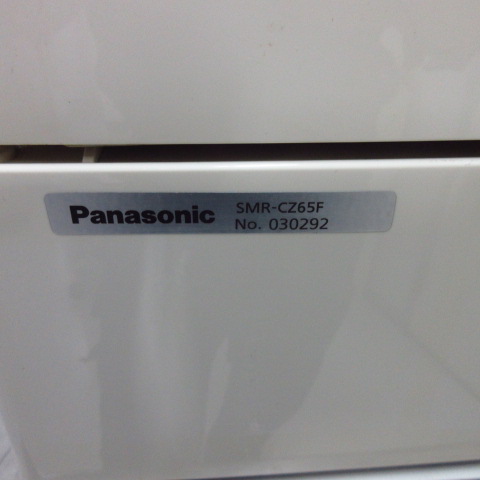 Panasonic
SMR-CZ65F
No. 030292